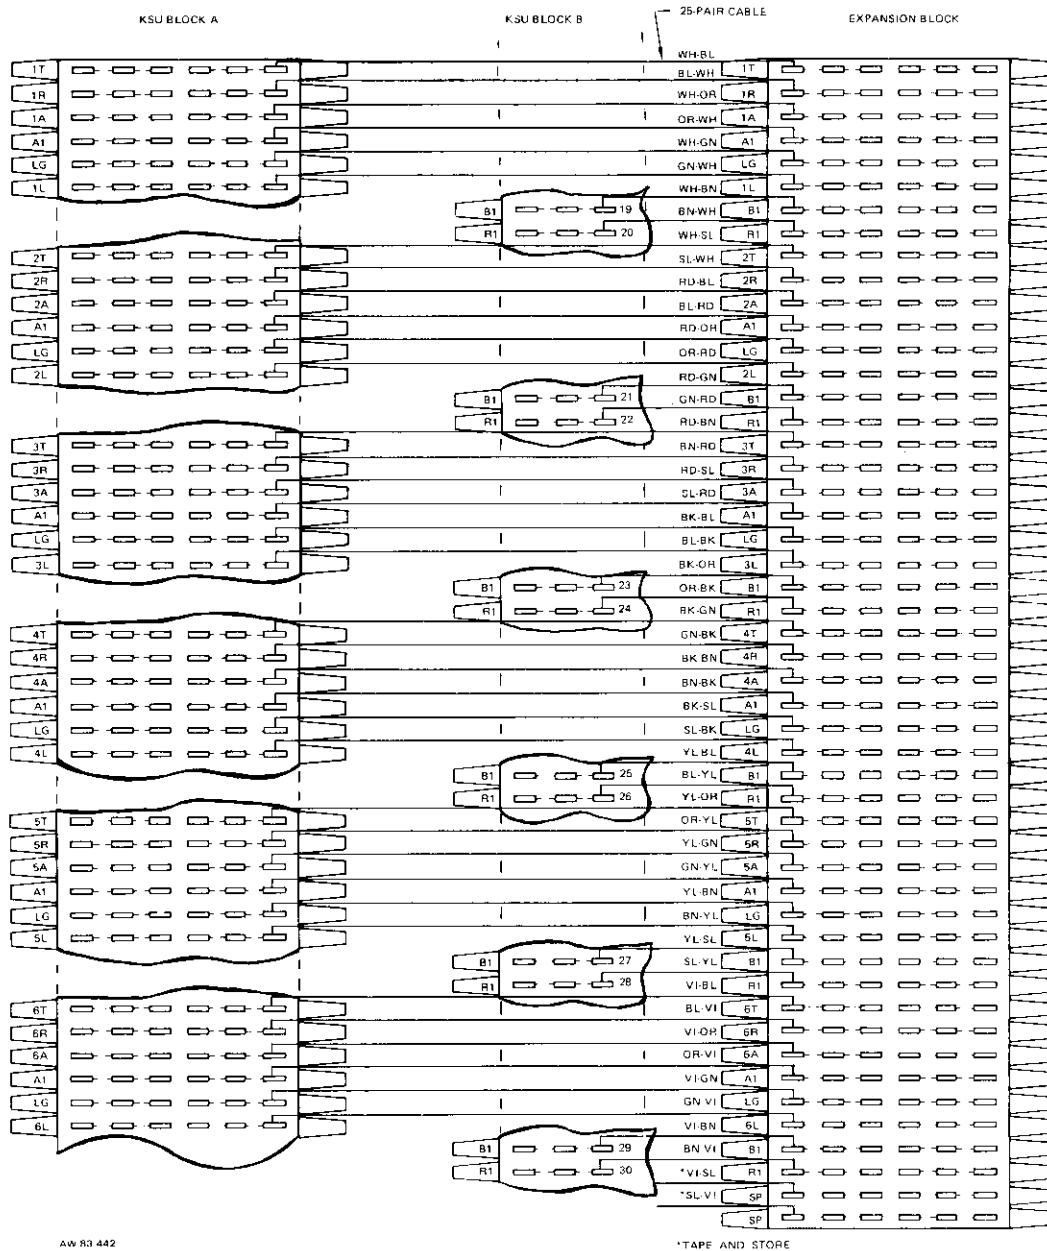 KSU BLOCK A
KSU BLOCK B
25-PAIR CABLE
EXPANSION BLOCK
WH-BL
1T BL-WH 1T
1R WH-OR 1R
1A OR-WH 1A
A1 WH-GN A1
LG GN-WH LG
1L WH-BN 1L
B1 19 BN-WH B1
R1 20 WH-SL R1
2T SL-WH 2T
2R RD-BL 2R
2A BL-RD 2A
A1 RD-OR A1
LG OR-RD LG
2L RD-GN 2L
B1 21 GN-RD B1
R1 22 RD-BN R1
3T BN-RD 3T
3R RD-SL 3R
3A SL-RD 3A
A1 BK-BL A1
LG BL-BK LG
3L BK-OR 3L
B1 23 OR-BK B1
R1 24 BK-GN R1
4T GN-BK 4T
4R BK-BN 4R
4A BN-BK 4A
A1 BK-SL A1
LG SL-BK LG
4L YL-BL 4L
B1 25 BL-YL B1
R1 26 YL-OR R1
5T OR-YL 5T
5R YL-GN 5R
5A GN-YL 5A
A1 YL-BN A1
LG BN-YL LG
5L YL-SL 5L
B1 27 SL-YL B1
R1 28 VI-BL R1
6T BL-VI 6T
6R VI-OR 6R
6A OR-VI 6A
A1 VI-GN A1
LG GN-VI LG
6L VI-BN 6L
B1 29 BN-VI B1
R1 30 *VI-SL R1
*SL-VI SP
SP
AW 83 442
*TAPE AND STORE